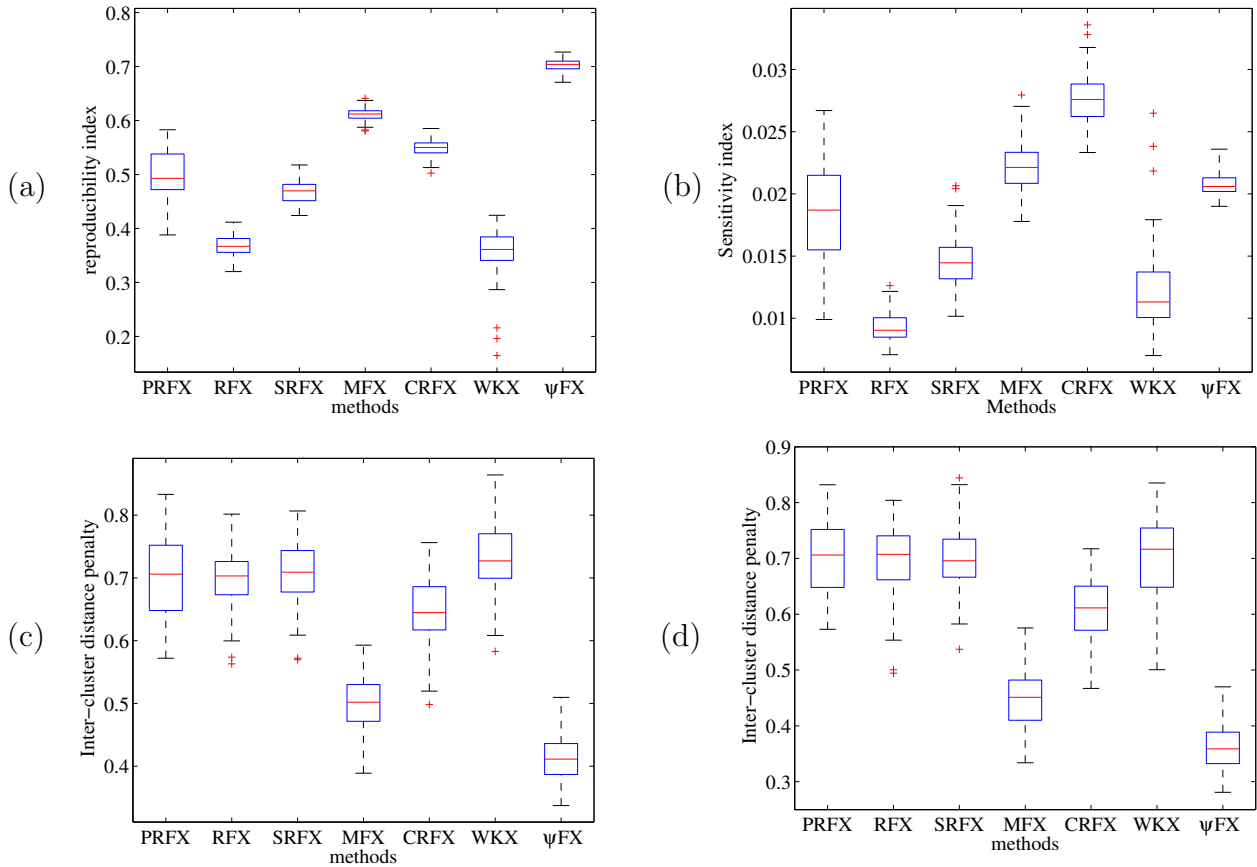 (a)
reproducibility index
0.8
0.7
0.6
0.5
0.4
0.3
0.2
PRFX RFX SRFX MFX CRFX WKX ψFX
methods
(b)
Sensitivity index
0.03
0.025
0.02
0.015
0.01
PRFX RFX SRFX MFX CRFX WKX ψFX
Methods
(c)
Inter-cluster distance penalty
0.8
0.7
0.6
0.5
0.4
PRFX RFX SRFX MFX CRFX WKX ψFX
methods
(d)
Inter-cluster distance penalty
0.9
0.8
0.7
0.6
0.5
0.4
0.3
PRFX RFX SRFX MFX CRFX WKX ψFX
methods